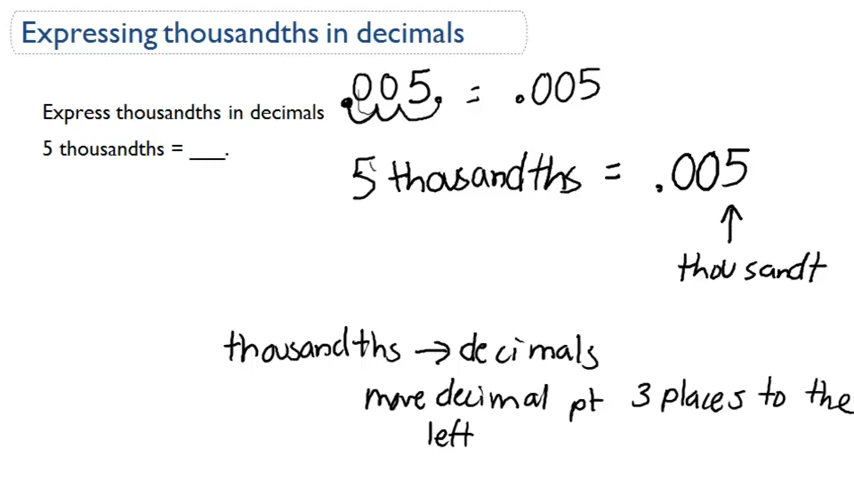 Expressing thousandths in decimals
.005. = .005
Express thousandths in decimals
5 thousandths = ___.
5 thousandths = .005
↑
thousandt
thousandths → decimals
move decimal pt 3 places to the
left